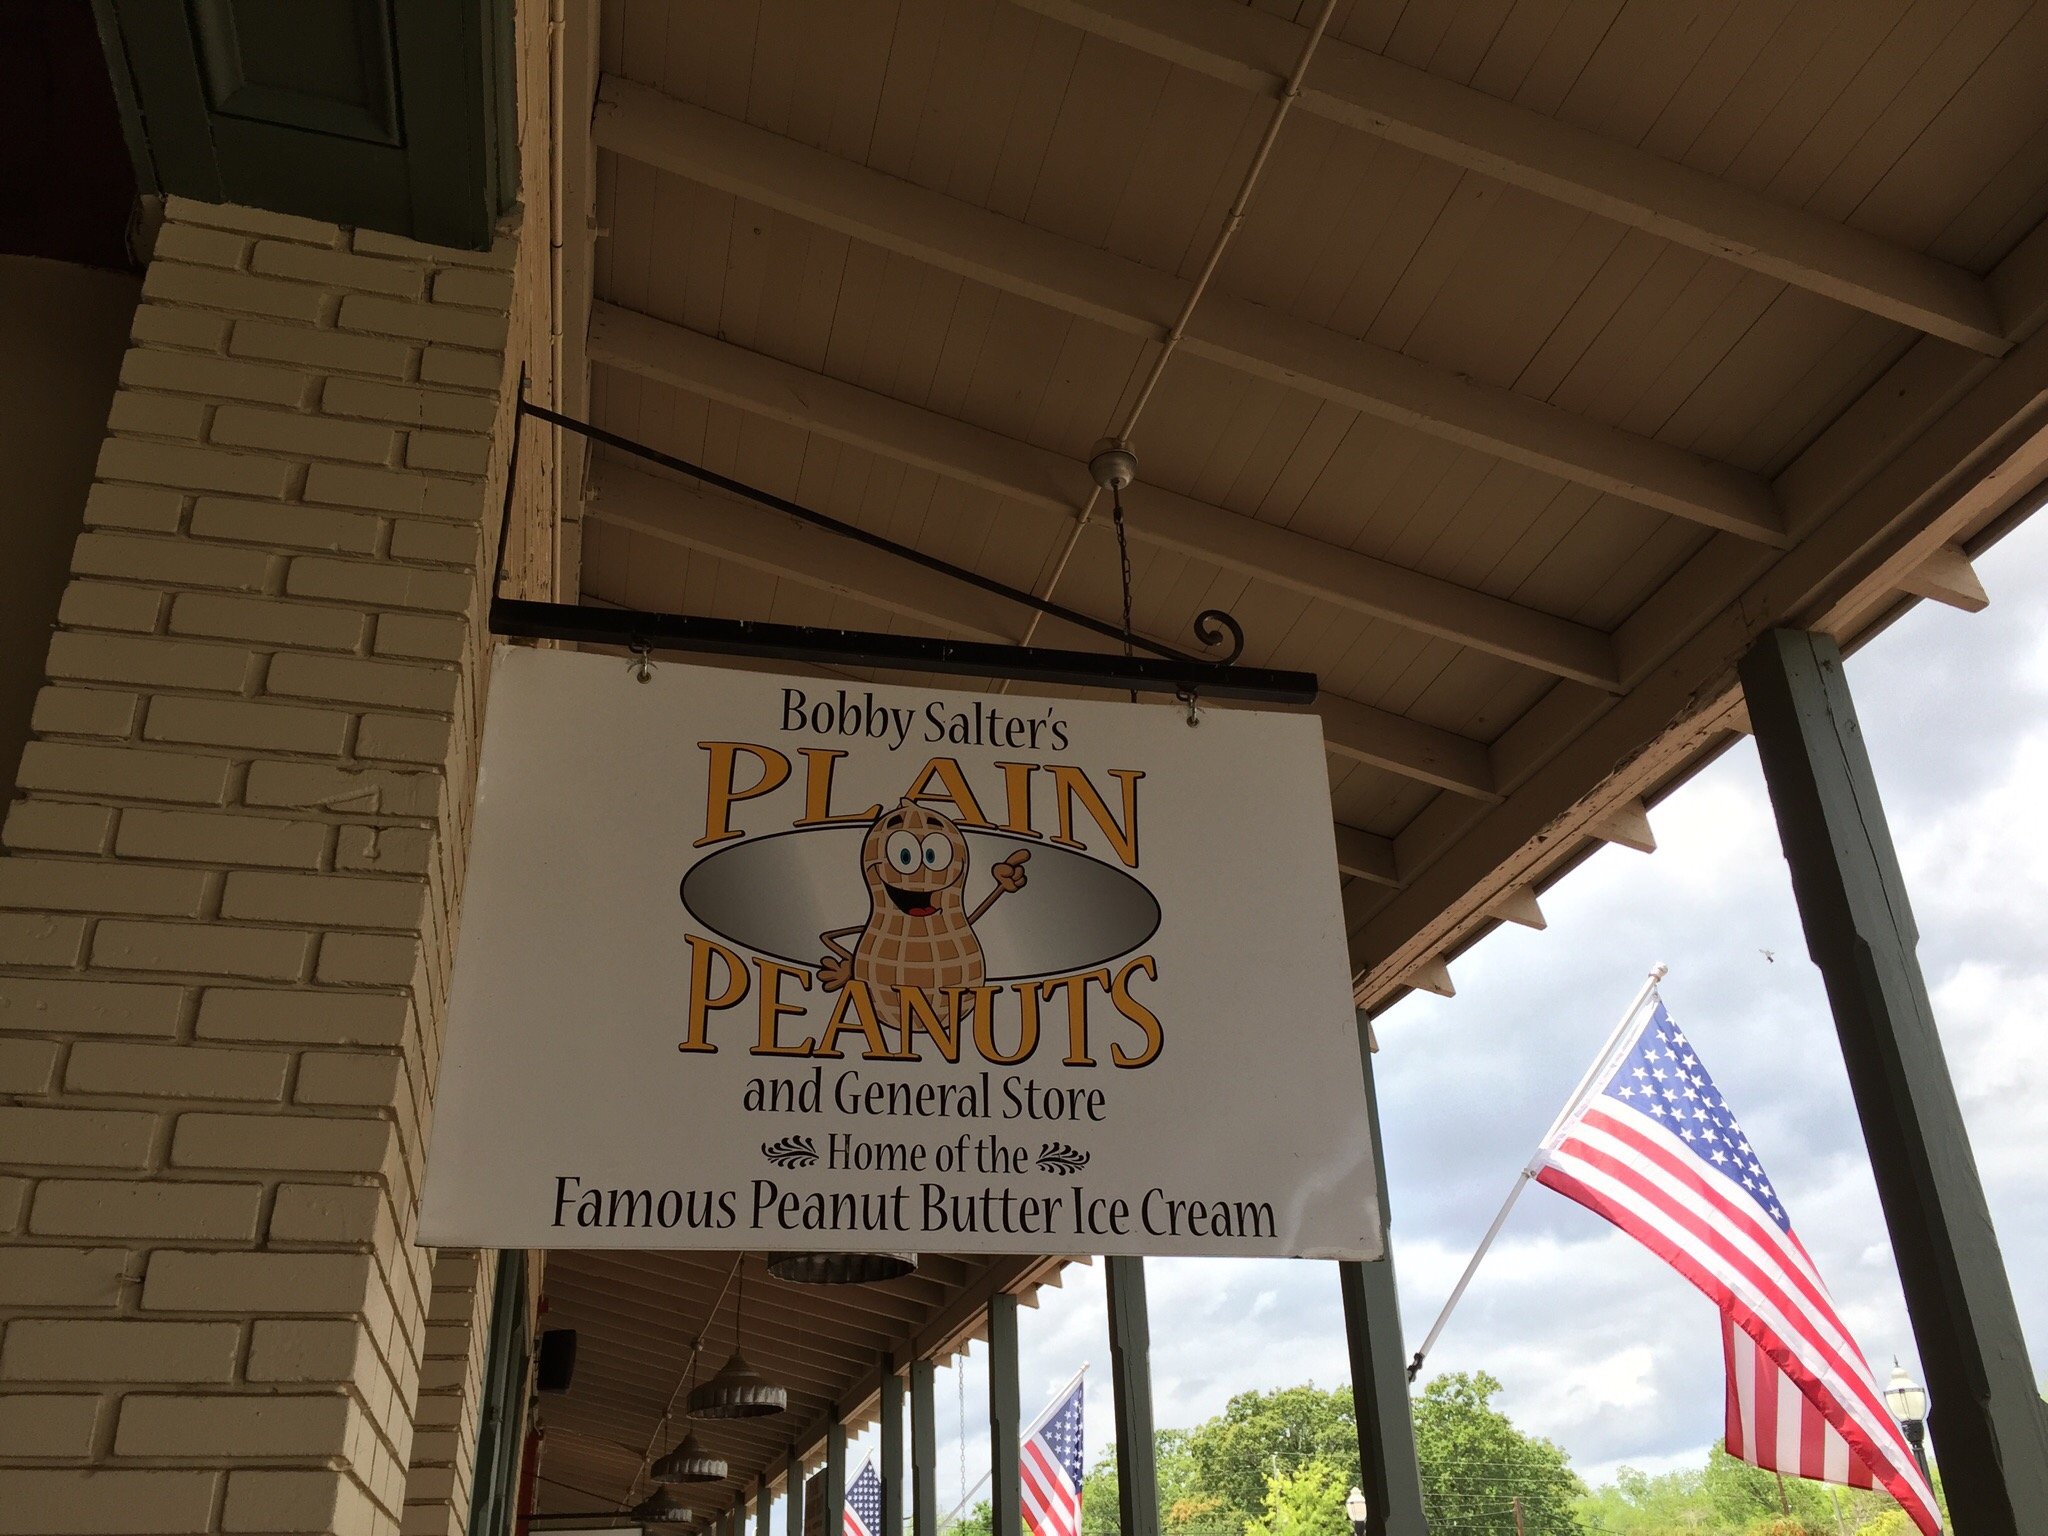 Bobby Salter's
PLAIN
PEANUTS
and General Store
Home of the
Famous Peanut Butter Ice Cream